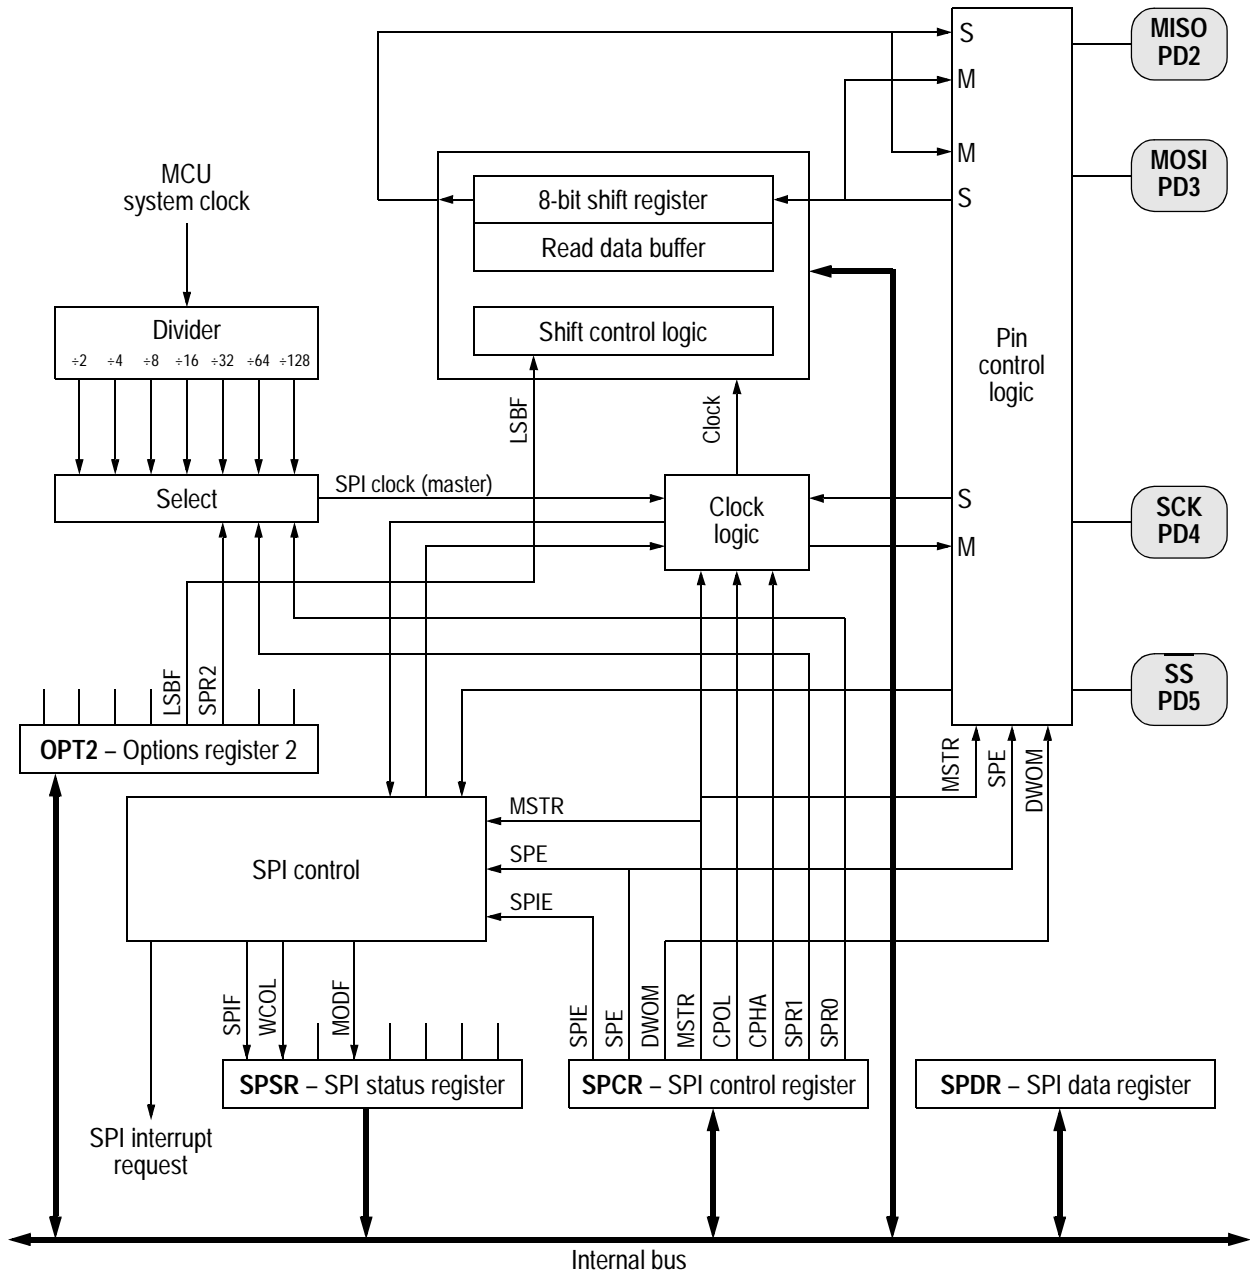 MISO
PD2
S
M
M
S
MOSI
PD3
MCU
system clock
8-bit shift register
Read data buffer
Shift control logic
Divider
÷2 ÷4 ÷8 ÷16 ÷32 ÷64 ÷128
Pin
control
logic
LSBF
Clock
Select
SPI clock (master)
Clock
logic
S
M
SCK
PD4
LSBF
SPR2
SS
PD5
OPT2 – Options register 2
MSTR
SPE
DWOM
MSTR
SPE
SPIE
SPI control
SPIF
WCOL
MODF
SPIE
SPE
DWOM
MSTR
CPOL
CPHA
SPR1
SPR0
SPSR – SPI status register
SPCR – SPI control register
SPDR – SPI data register
SPI interrupt
request
Internal bus